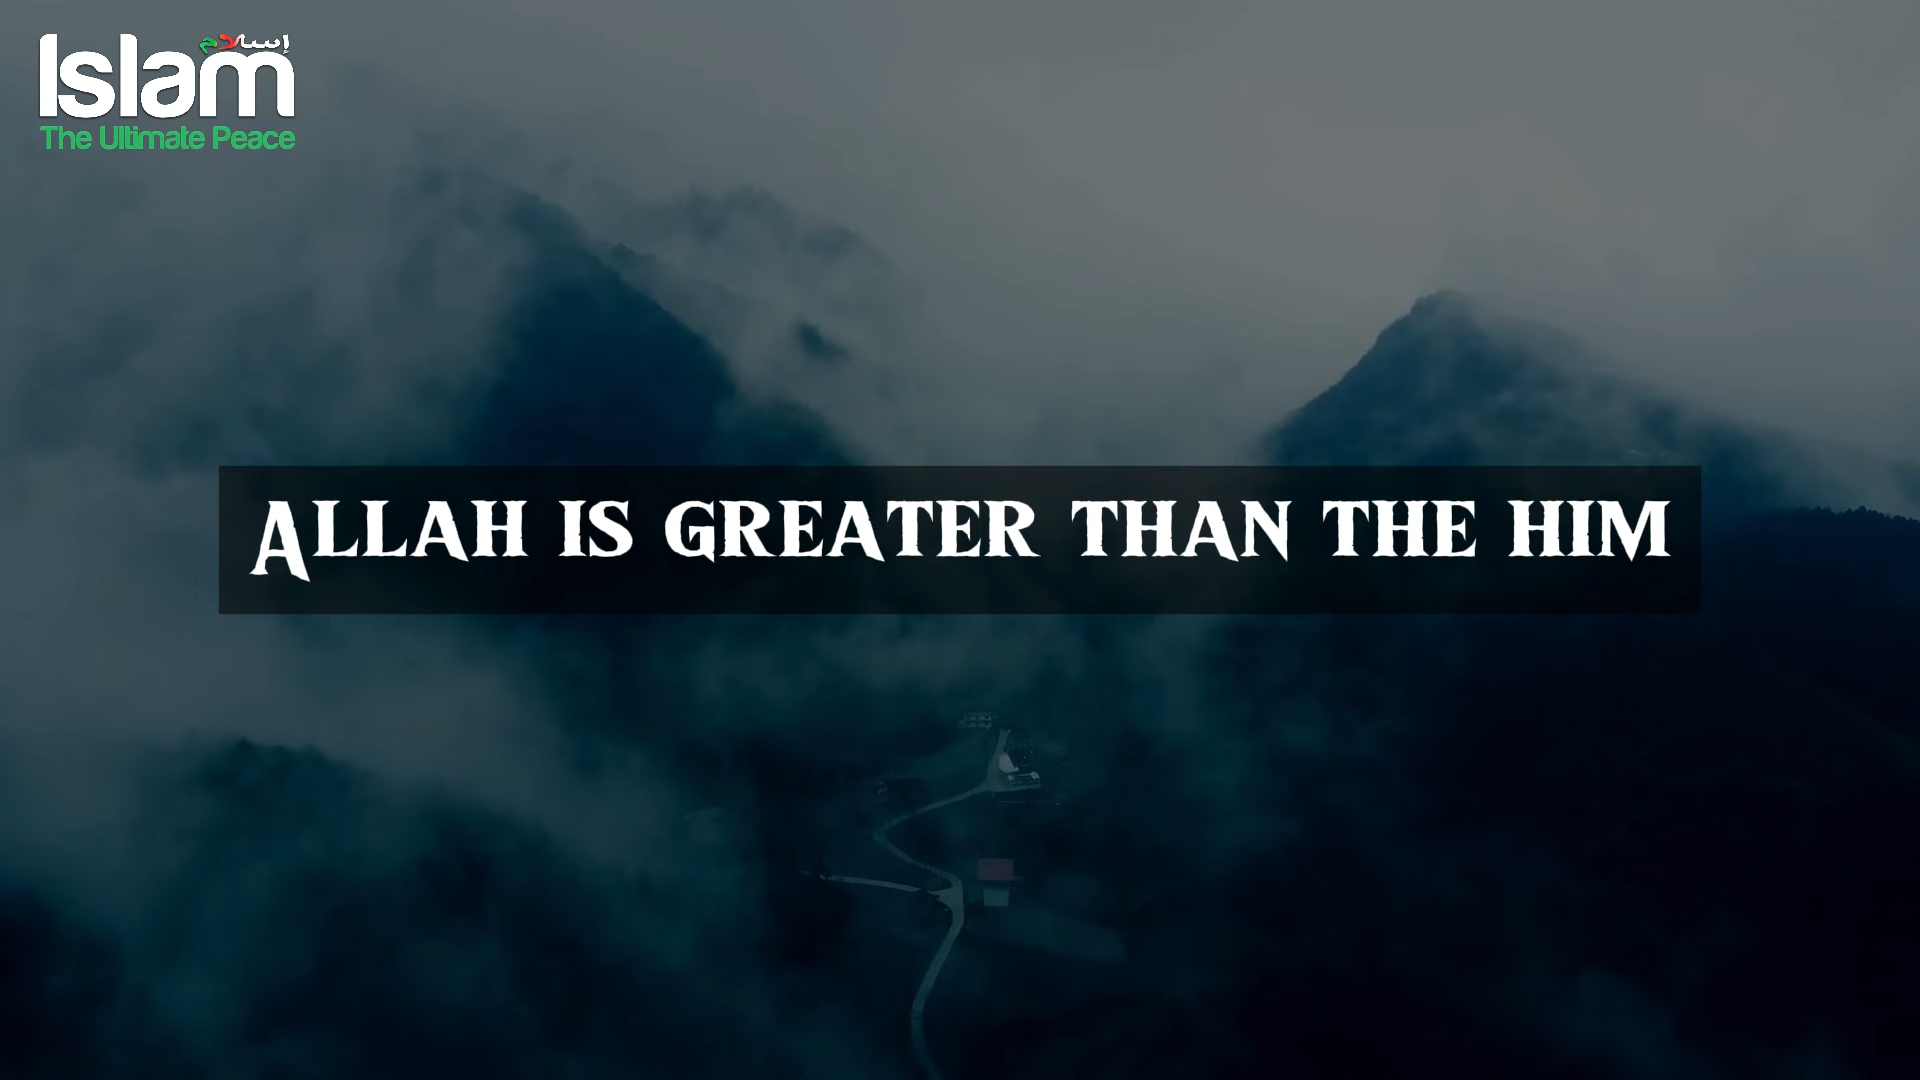 Islam
إسلام
The Ultimate Peace
Allah is greater than the him